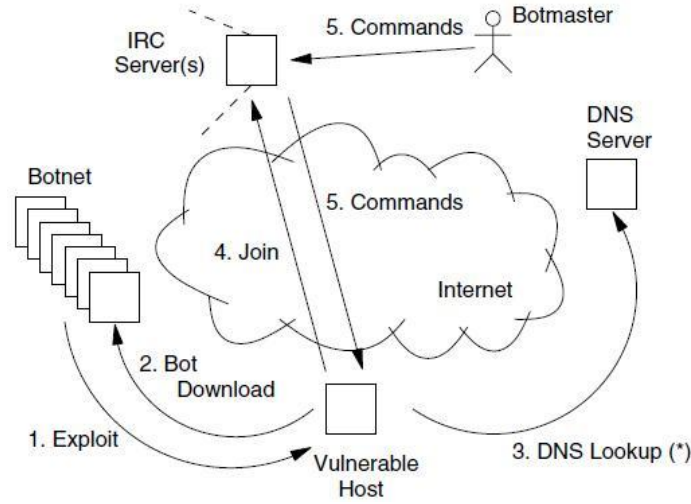 5. Commands
Botmaster
IRC
Server(s)
DNS
Server
Botnet
5. Commands
4. Join
Internet
2. Bot
Download
1. Exploit
3. DNS Lookup (*)
Vulnerable
Host